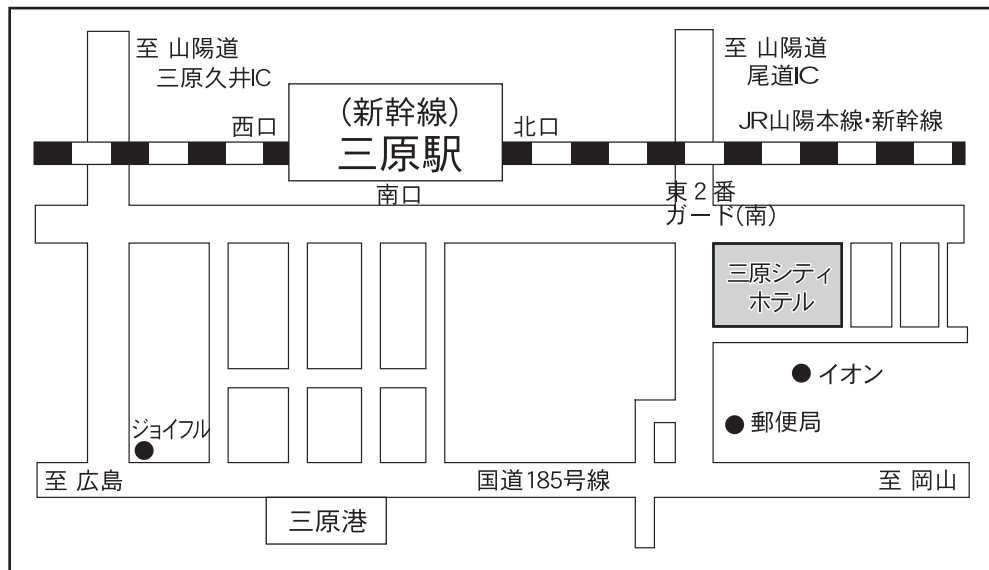 至 山陽道
三原久井IC
至 山陽道
尾道IC
(新幹線)
三原駅
西口
北口
JR山陽本線・新幹線
南口
東2番
ガード(南)
三原シティ
ホテル
イオン
郵便局
ジョイフル
至 広島
国道185号線
至 岡山
三原港